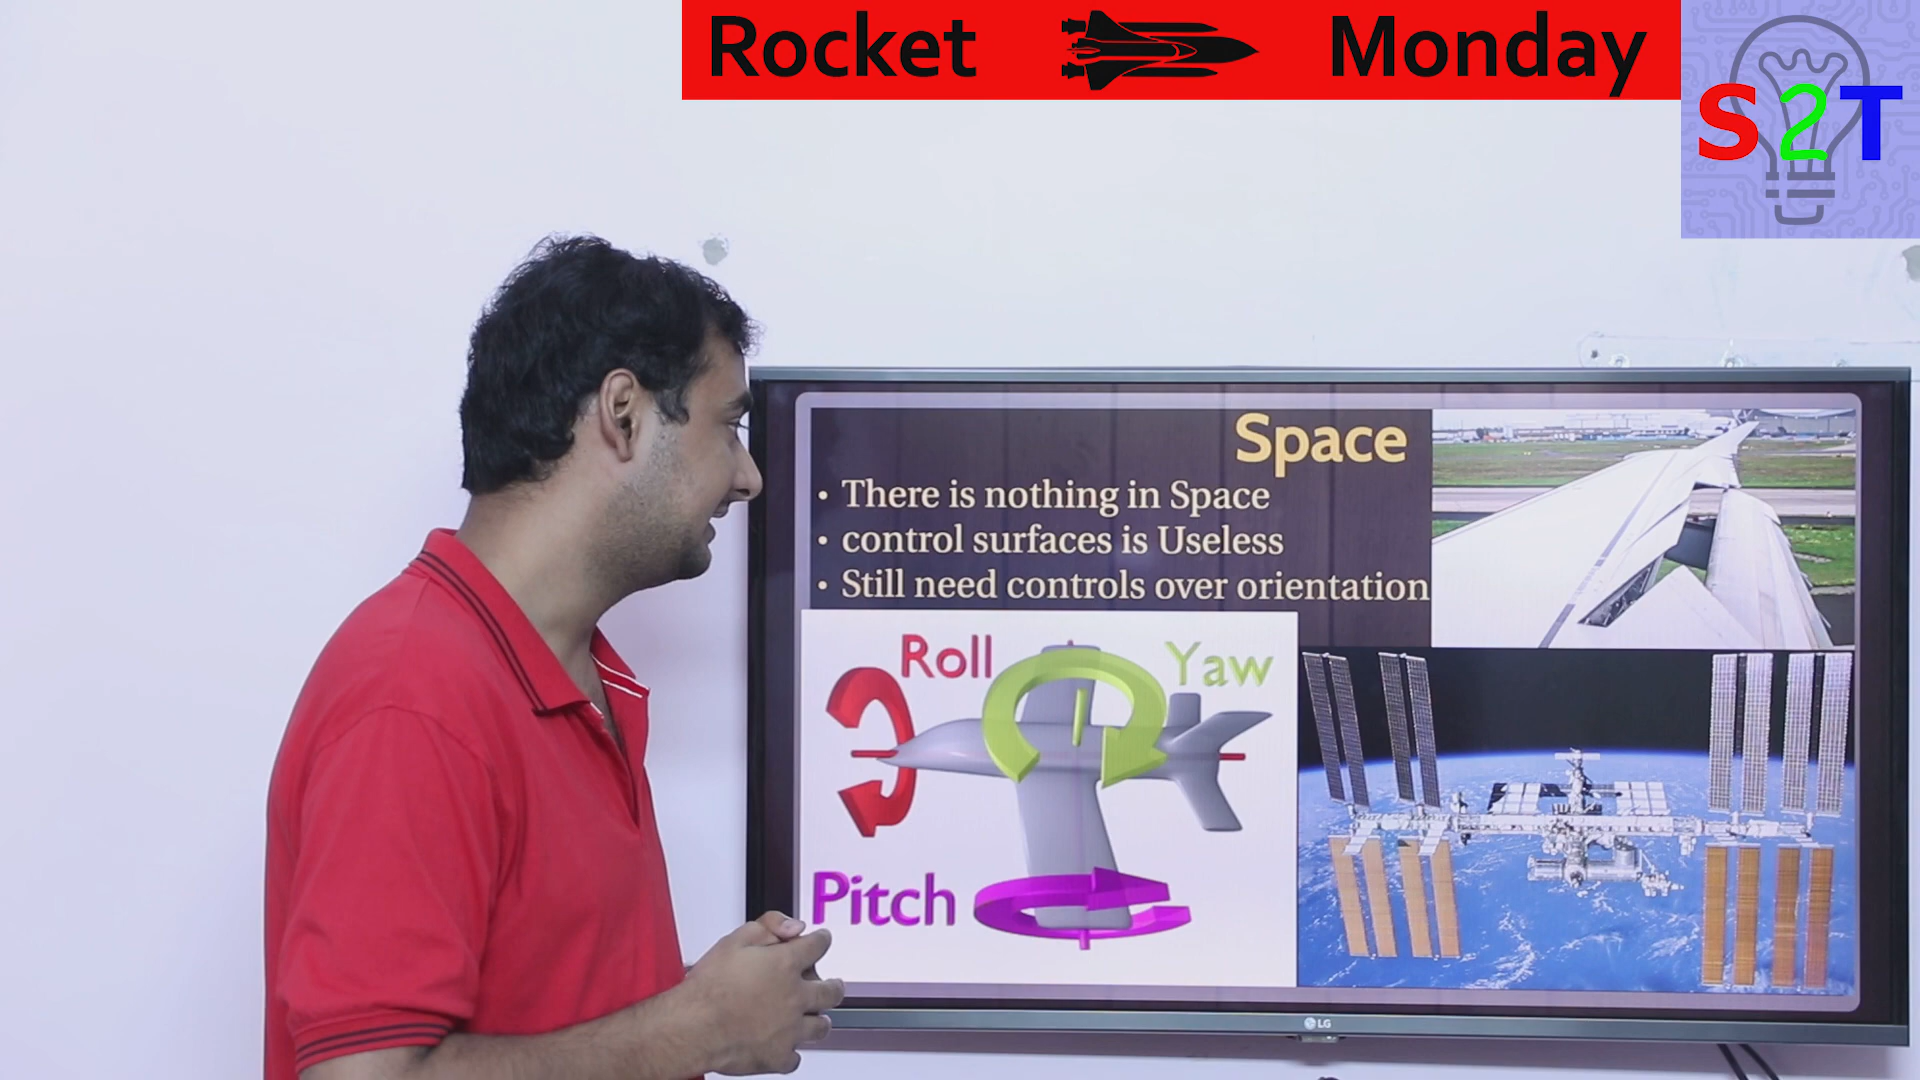 Rocket Monday
S2T
Space
• There is nothing in Space
• control surfaces is Useless
• Still need controls over orientation
Roll
Yaw
Pitch
LG